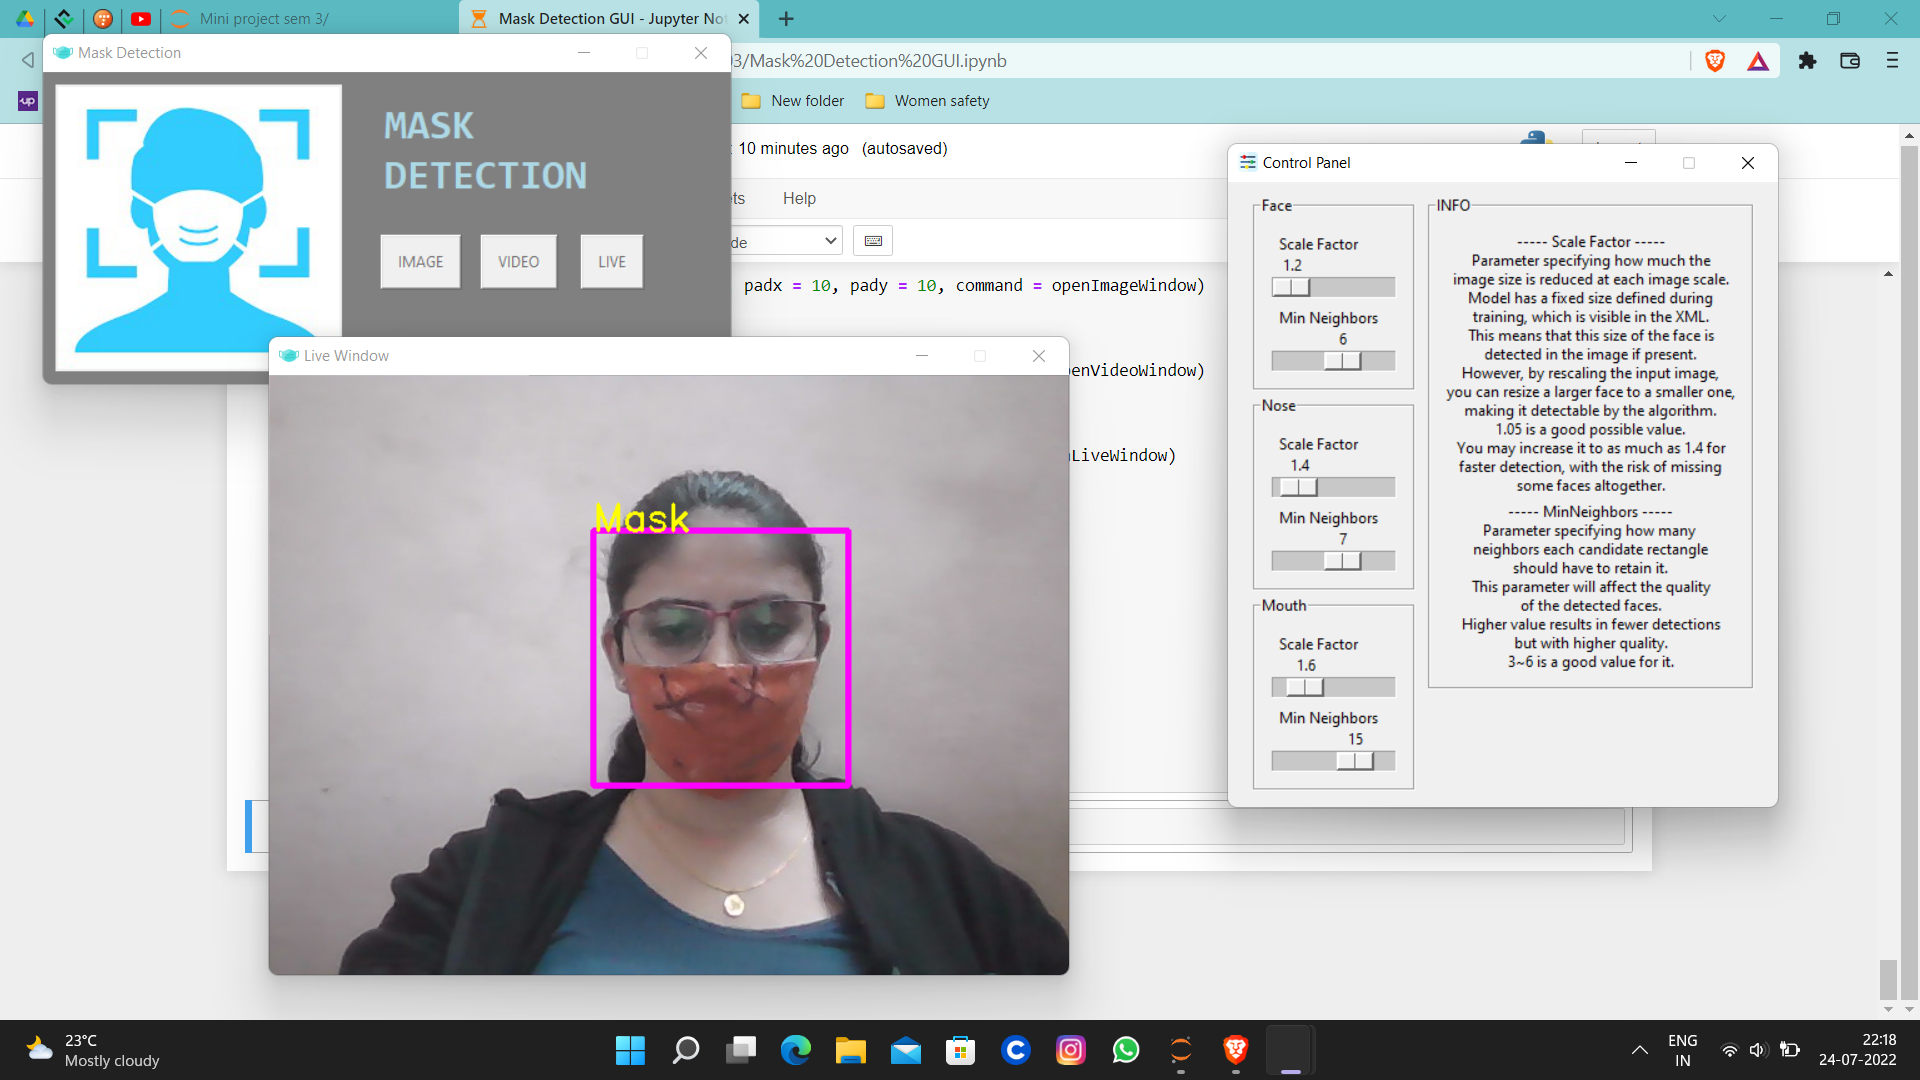 Mini project sem 3/
Mask Detection GUI - Jupyter No
Mask Detection
3/Mask%20Detection%20GUI.ipynb
up
New folder
Women safety
MASK
DETECTION
IMAGE
VIDEO
LIVE
10 minutes ago (autosaved)
ts
Help
de
padx = 10, pady = 10, command = openImageWindow)
enVideoWindow)
LiveWindow)
Live Window
Mask
Control Panel
Face
Scale Factor
1.2
Min Neighbors
6
Nose
Scale Factor
1.4
Min Neighbors
7
Mouth
Scale Factor
1.6
Min Neighbors
15
INFO
----- Scale Factor -----
Parameter specifying how much the
image size is reduced at each image scale.
Model has a fixed size defined during
training, which is visible in the XML.
This means that this size of the face is
detected in the image if present.
However, by rescaling the input image,
you can resize a larger face to a smaller one,
making it detectable by the algorithm.
1.05 is a good possible value.
You may increase it to as much as 1.4 for
faster detection, with the risk of missing
some faces altogether.
----- MinNeighbors -----
Parameter specifying how many
neighbors each candidate rectangle
should have to retain it.
This parameter will affect the quality
of the detected faces.
Higher value results in fewer detections
but with higher quality.
3~6 is a good value for it.
23°C
Mostly cloudy
ENG
IN
22:18
24-07-2022